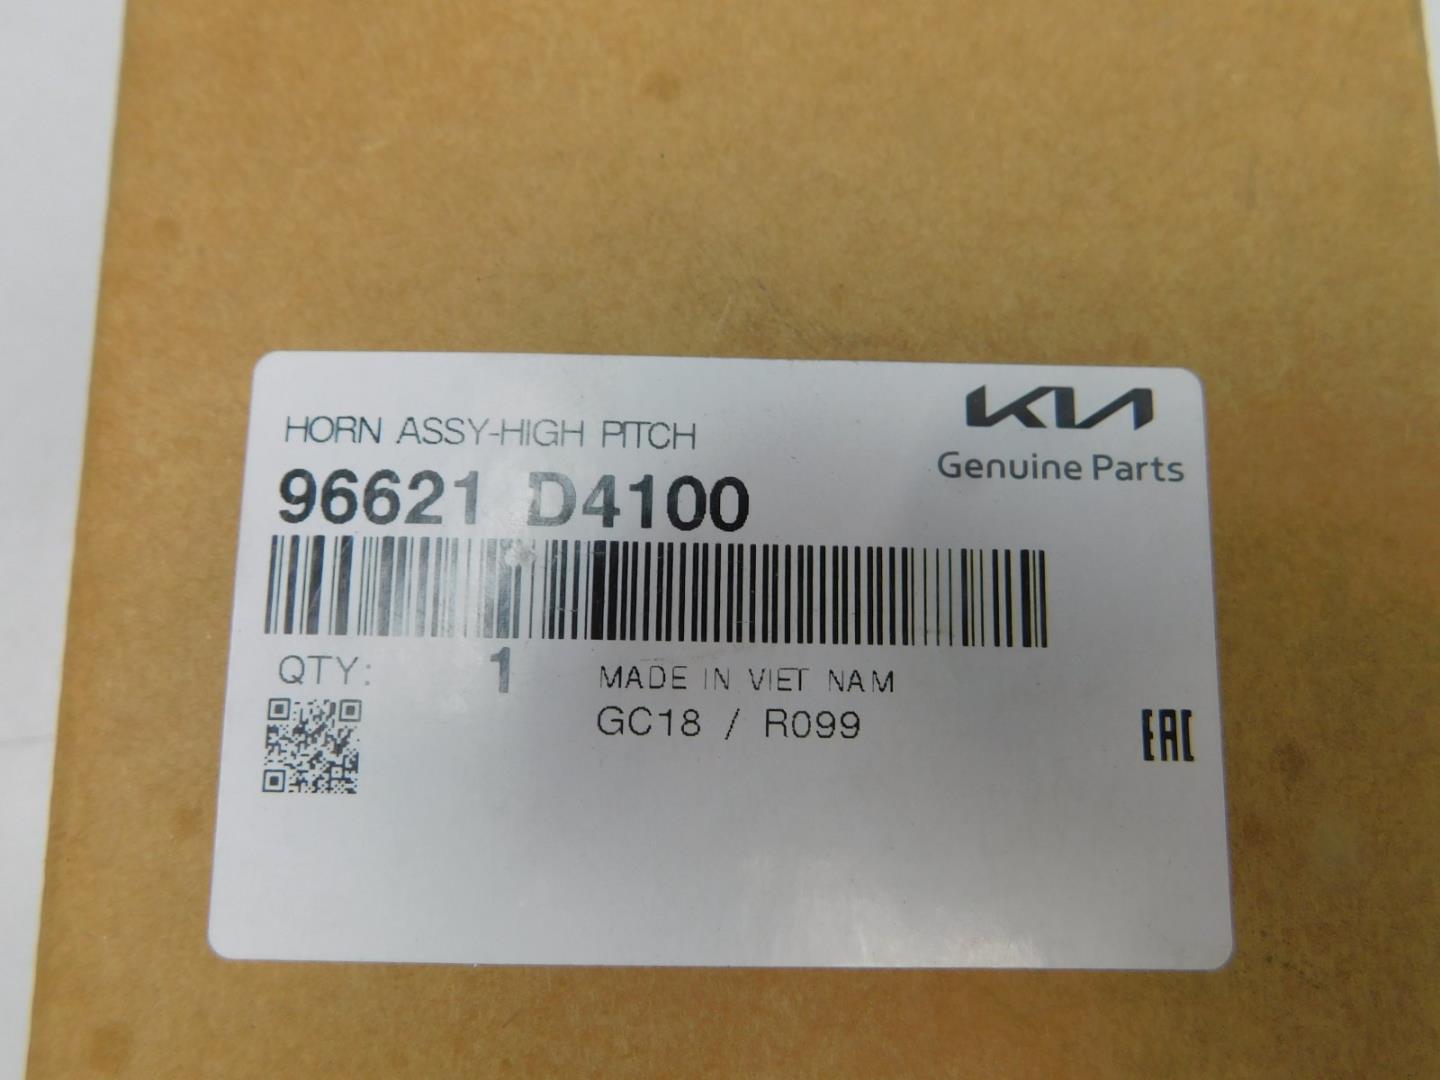 KIA
Genuine Parts
HORN ASSY-HIGH PITCH
96621 D4100
QTY: 1
MADE IN VIET NAM
GC18 / R099
EAC